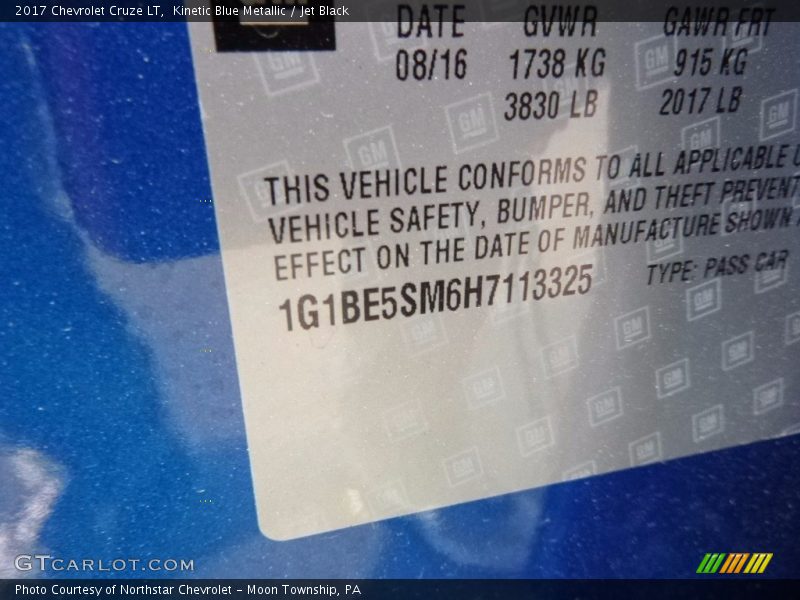 2017 Chevrolet Cruze LT, Kinetic Blue Metallic / Jet Black
DATE GVWR GAWR FRT
08/16 1738 KG 915 KG
3830 LB 2017 LB
THIS VEHICLE CONFORMS TO ALL APPLICABLE U
VEHICLE SAFETY, BUMPER, AND THEFT PREVENT
EFFECT ON THE DATE OF MANUFACTURE SHOWN
1G1BE5SM6H7113325 TYPE: PASS CAR
GM
GTCARLOT.COM
Photo Courtesy of Northstar Chevrolet - Moon Township, PA